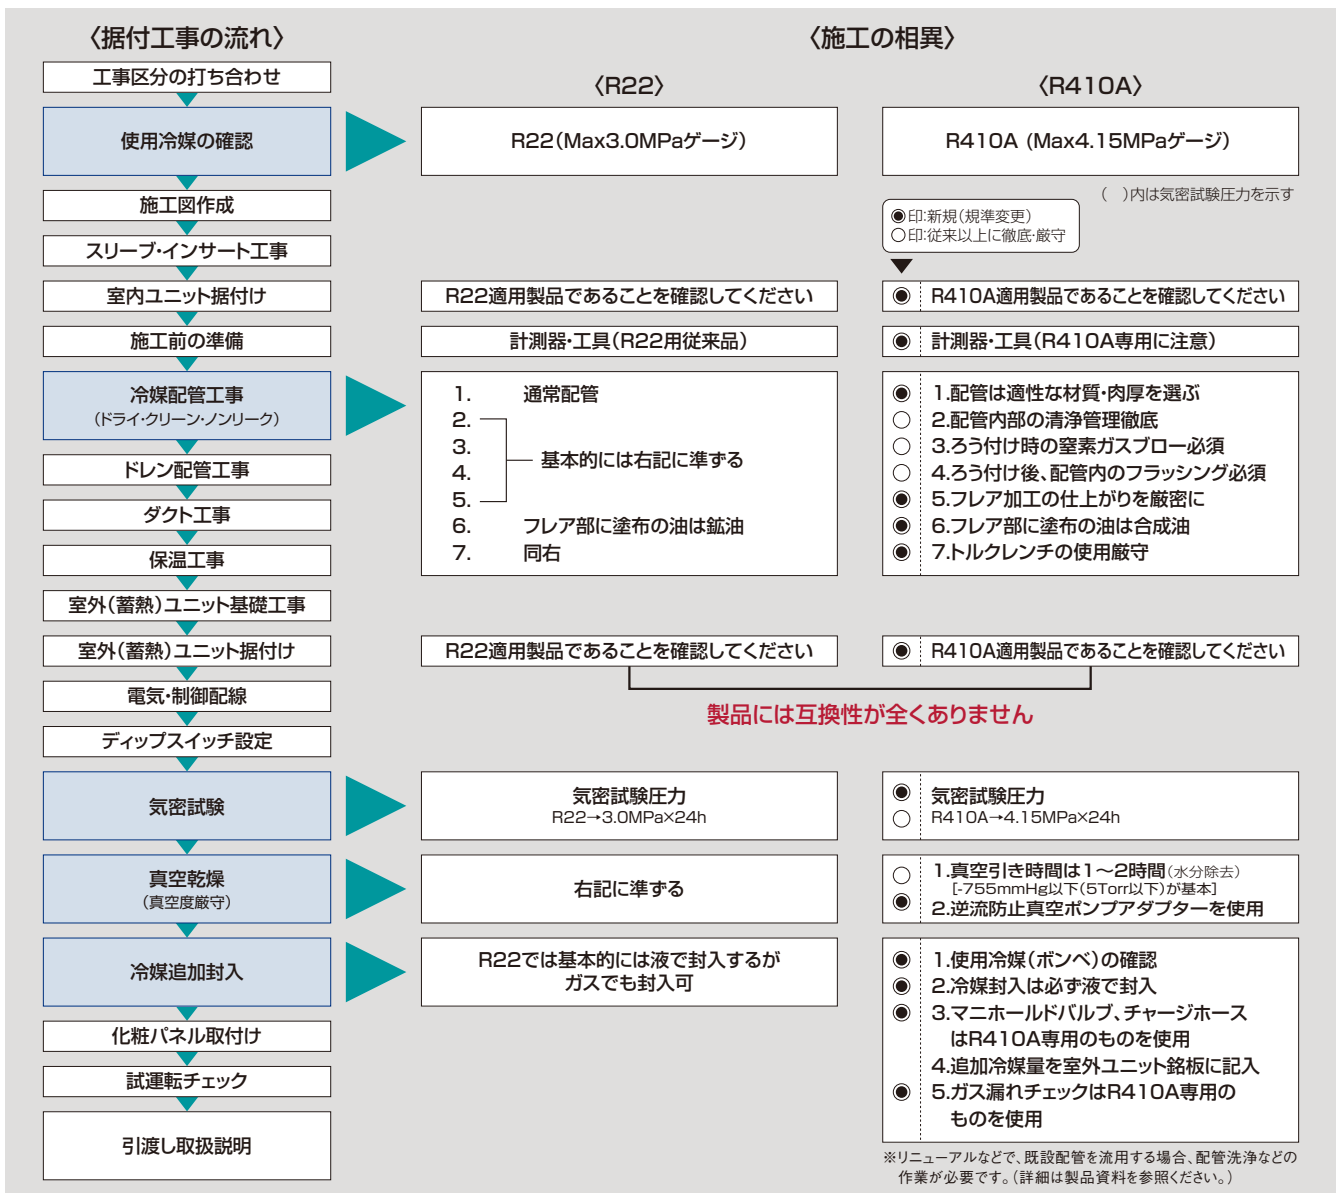 〈据付工事の流れ〉
〈施工の相異〉
工事区分の打ち合わせ
〈R22〉
〈R410A〉
使用冷媒の確認
R22（Max3.0MPaゲージ）
R410A（Max4.15MPaゲージ）
（　）内は気密試験圧力を示す
施工図作成
◉印:新規（規準変更）
○印:従来以上に徹底・厳守
スリーブ・インサート工事
室内ユニット据付け
R22適用製品であることを確認してください
◉ R410A適用製品であることを確認してください
施工前の準備
計測器・工具（R22用従来品）
◉ 計測器・工具（R410A専用に注意）
冷媒配管工事
（ドライ・クリーン・ノンリーク）
1. 通常配管
2.
3.
4.
5.
基本的には右記に準ずる
6. フレア部に塗布の油は鉱油
7. 同右
◉ 1.配管は適性な材質・肉厚を選ぶ
○ 2.配管内部の清浄管理徹底
○ 3.ろう付け時の窒素ガスブロー必須
○ 4.ろう付け後、配管内のフラッシング必須
◉ 5.フレア加工の仕上がりを厳密に
◉ 6.フレア部に塗布の油は合成油
◉ 7.トルクレンチの使用厳守
ドレン配管工事
ダクト工事
保温工事
室外（蓄熱）ユニット基礎工事
室外（蓄熱）ユニット据付け
R22適用製品であることを確認してください
◉ R410A適用製品であることを確認してください
製品には互換性が全くありません
電気・制御配線
ディップスイッチ設定
気密試験
気密試験圧力
R22→3.0MPa×24h
◉ 気密試験圧力
○ R410A→4.15MPa×24h
真空乾燥
（真空度厳守）
右記に準ずる
○ 1.真空引き時間は1〜2時間（水分除去）
[-755mmHg以下（5Torr以下）が基本]
◉ 2.逆流防止真空ポンプアダプターを使用
冷媒追加封入
R22では基本的には液で封入するが
ガスでも封入可
◉ 1.使用冷媒（ボンベ）の確認
◉ 2.冷媒封入は必ず液で封入
◉ 3.マニホールドバルブ、チャージホース
はR410A専用のものを使用
4.追加冷媒量を室外ユニット銘板に記入
◉ 5.ガス漏れチェックはR410A専用の
ものを使用
化粧パネル取付け
試運転チェック
引渡し取扱説明
※リニューアルなどで、既設配管を流用する場合、配管洗浄などの
作業が必要です。（詳細は製品資料を参照ください。）